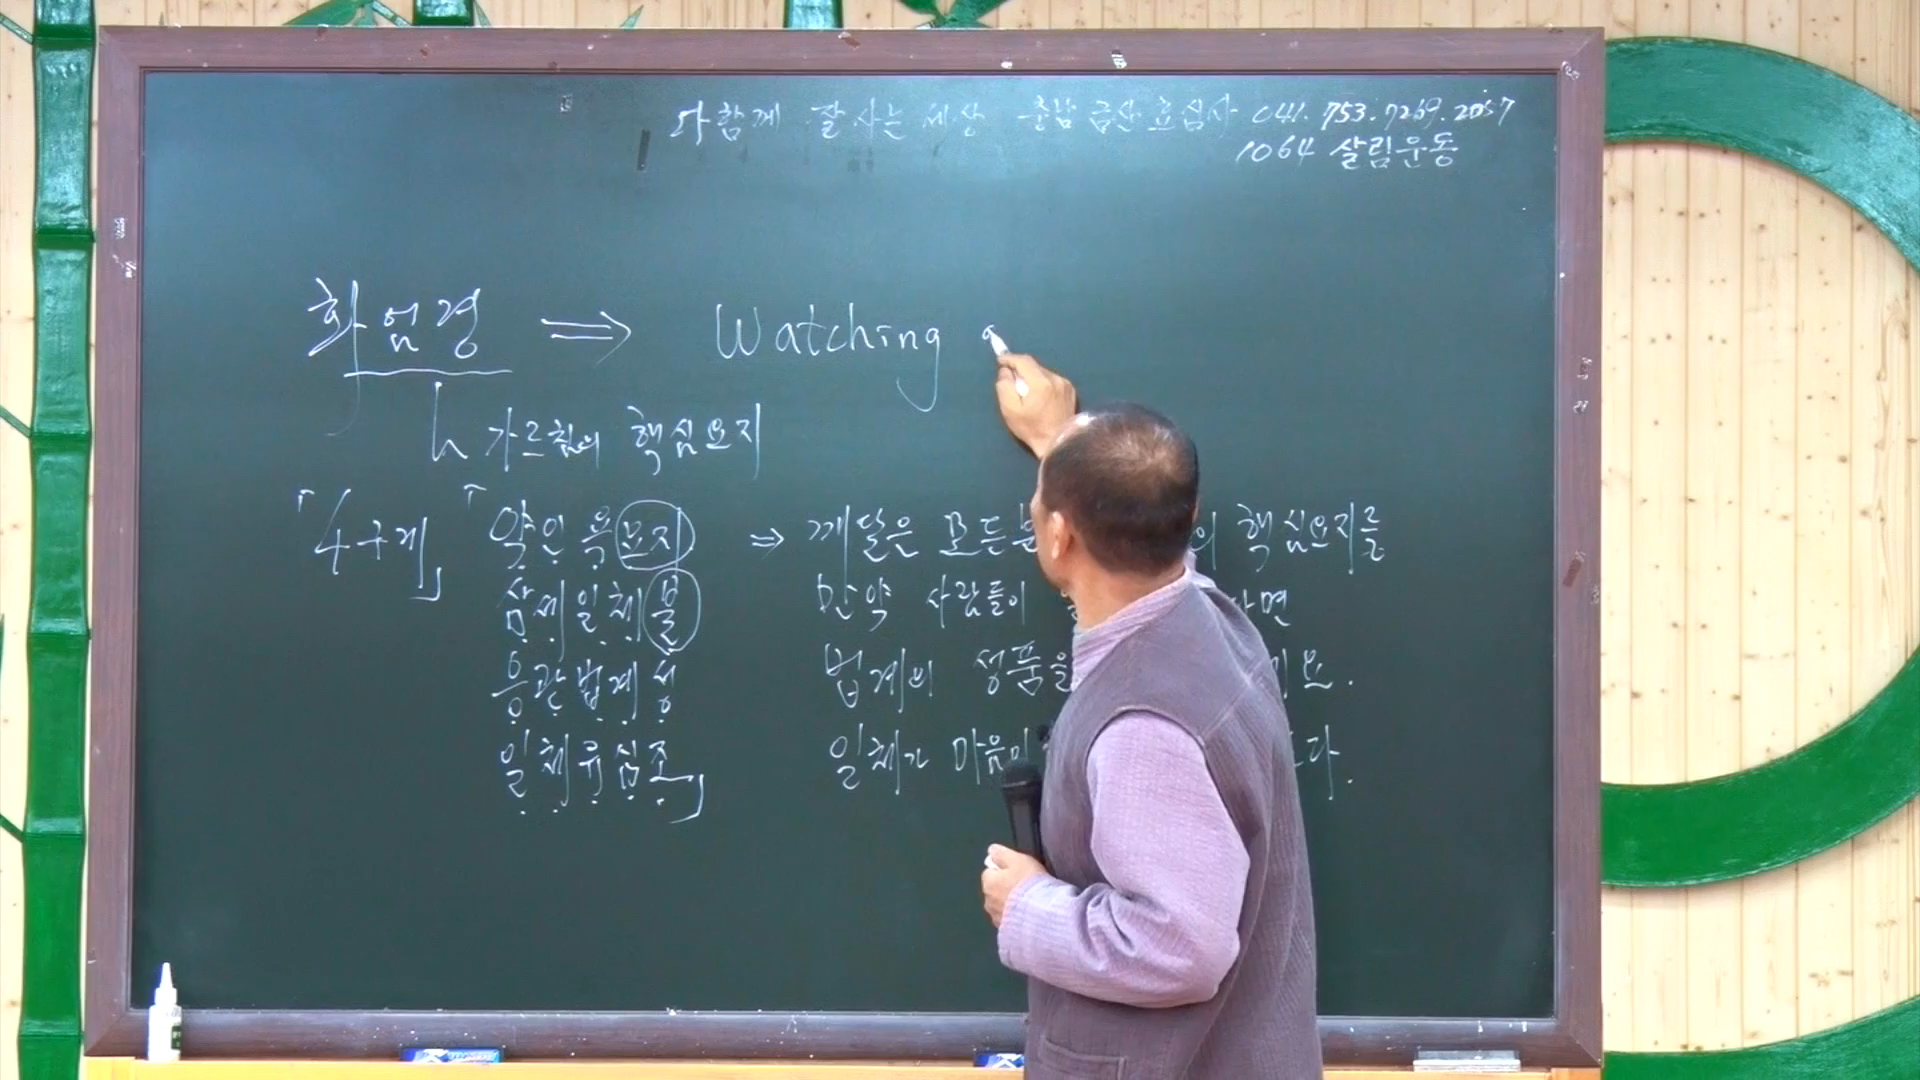 다함께 잘사는 세상 충남 금산 효심사 041.753.7269.2057
1064 살림운동
화엄경 ⇒ Watching a
가르침의 핵심요지
「4구게」 「약인욕요지 ⇒ 깨달은 모든 의 핵심요지를
삼세일체불 만약 사람들이 면
응관법계성 법계의 성품을 요.
일체유심조」 일체가 마음이 다.